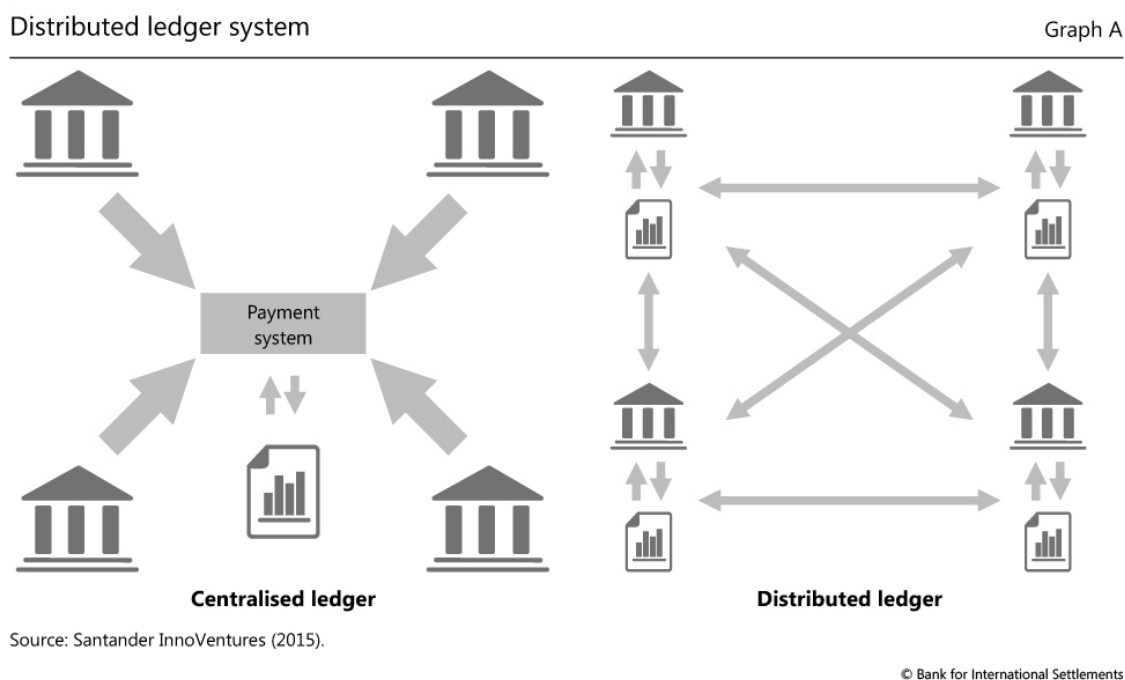 Distributed ledger system
Graph A
Payment
system
Centralised ledger
Distributed ledger
Source: Santander InnoVentures (2015).
© Bank for International Settlements